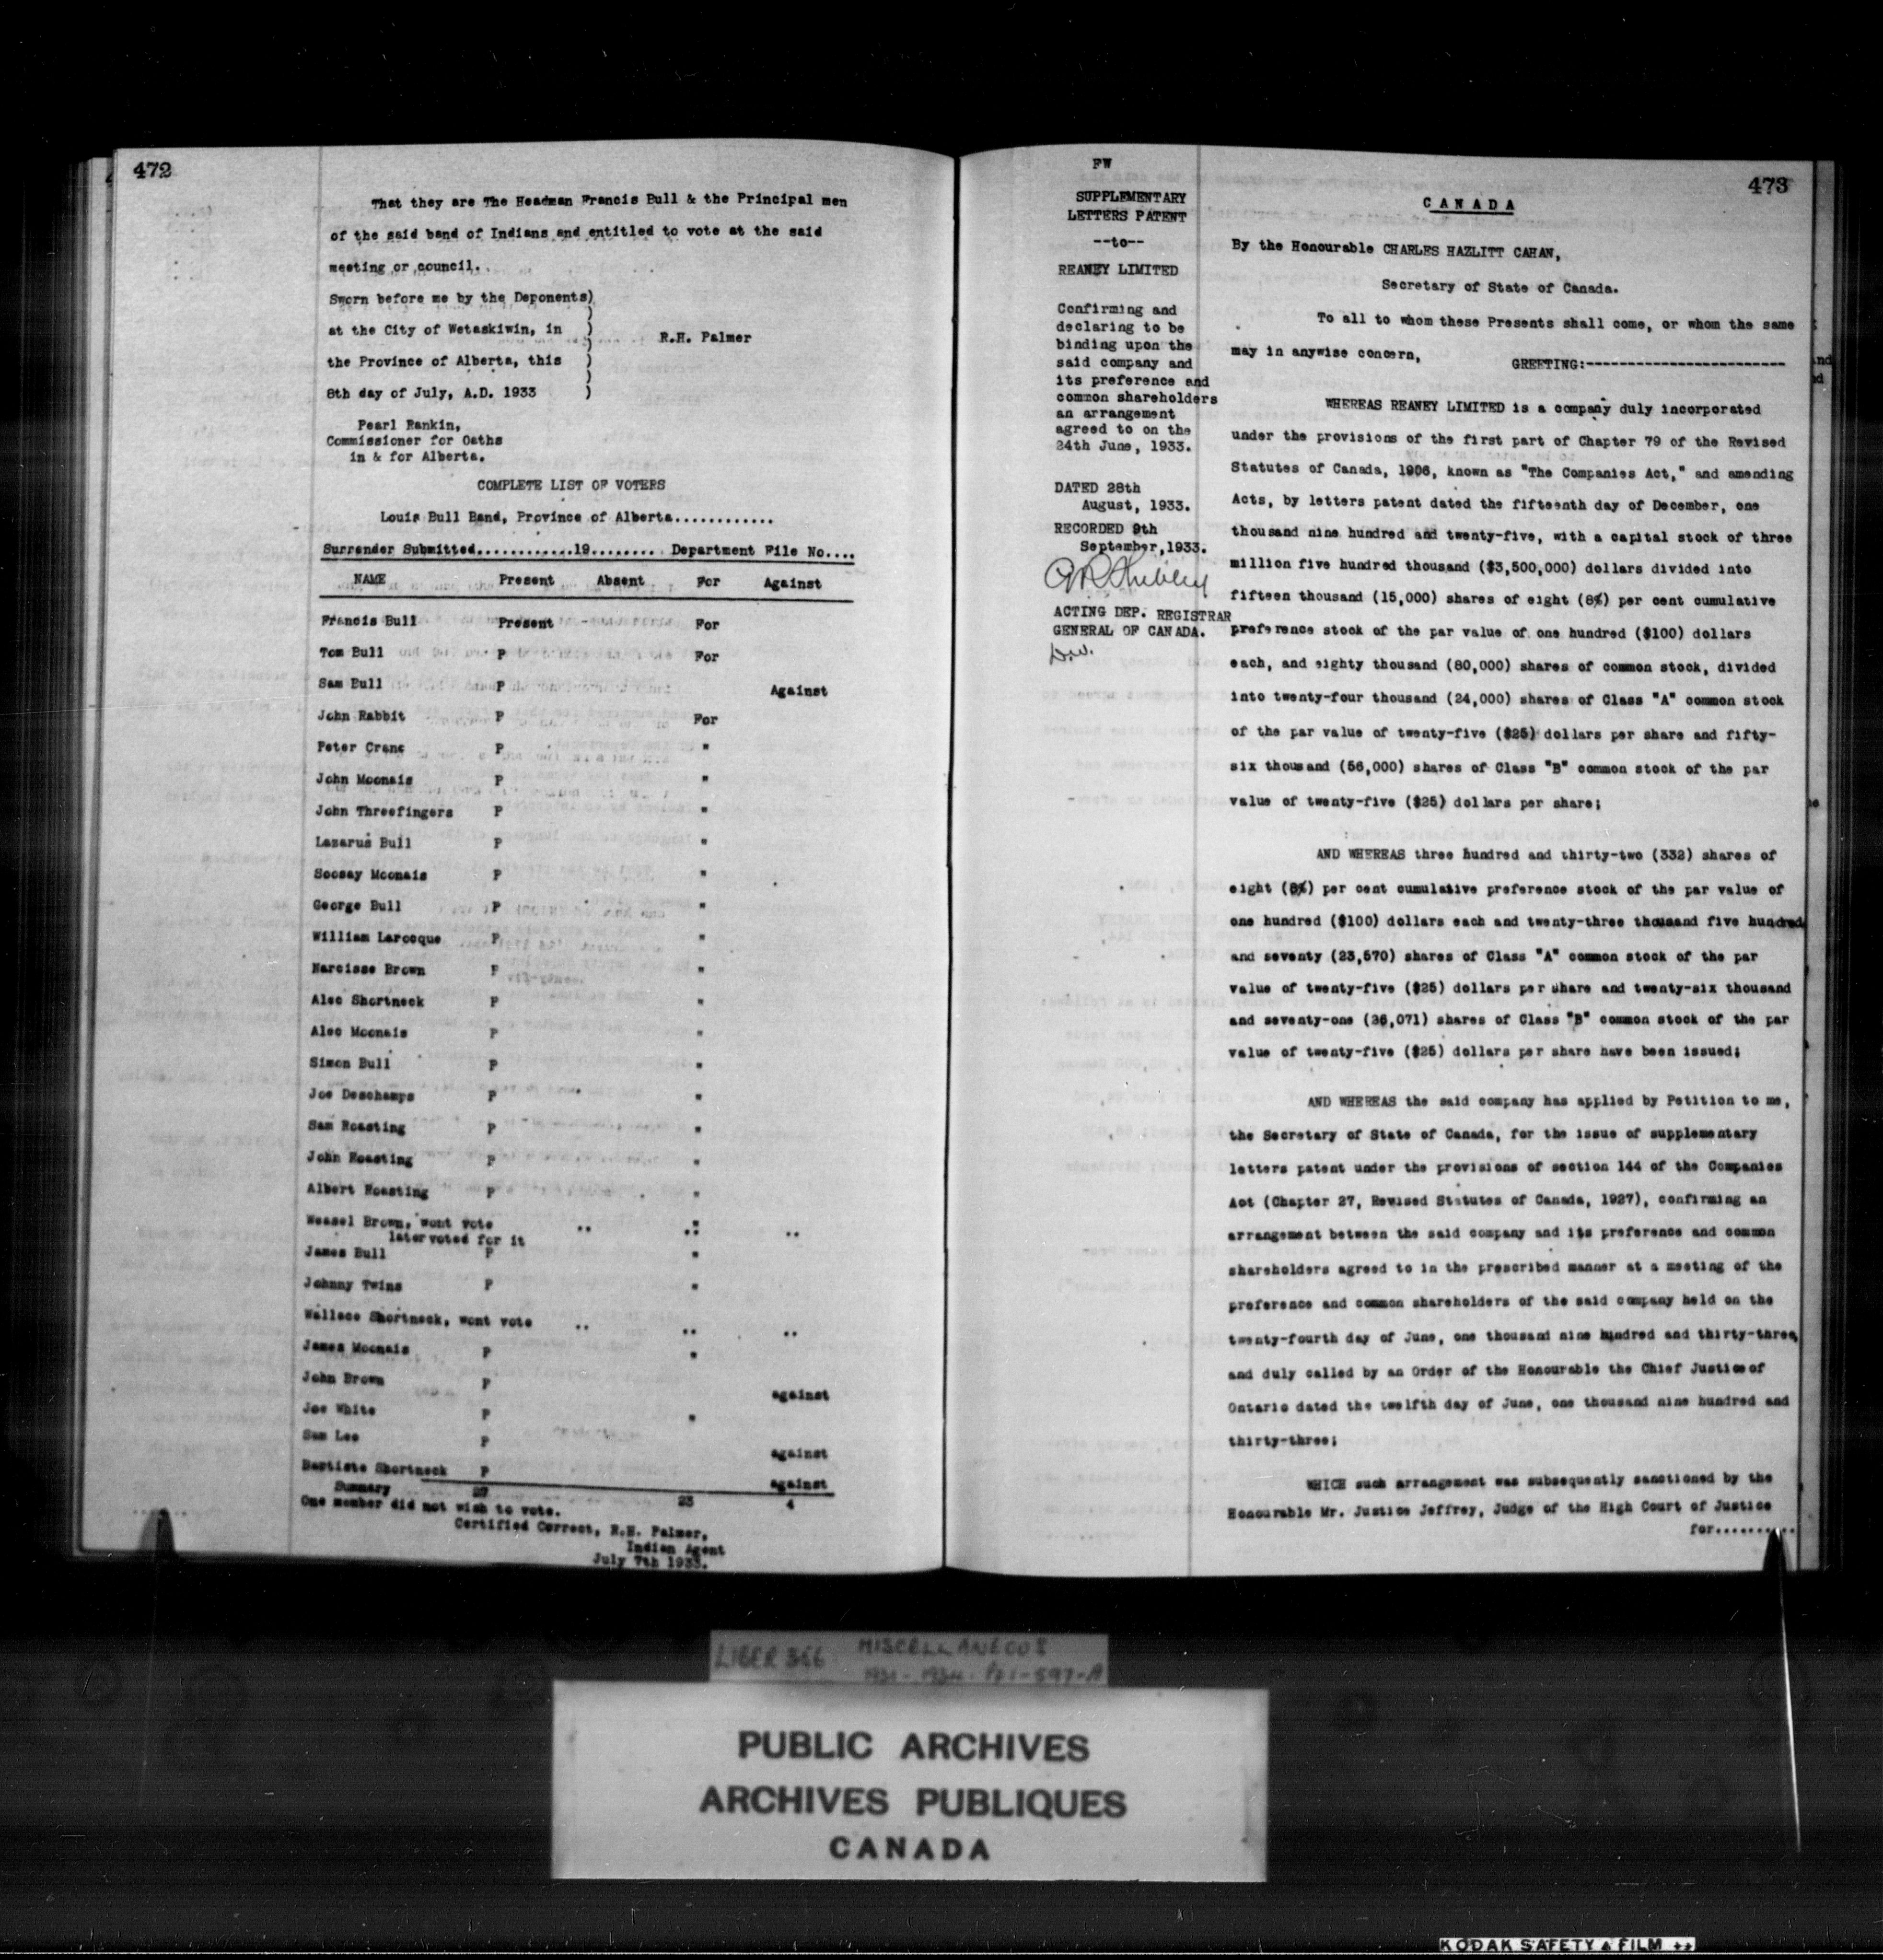 472
That they are The Headman Francis Bull & the Principal men
of the said band of Indians and entitled to vote at the said
meeting or council.
Sworn before me by the Deponents)
at the City of Wetaskiwin, in )
R.H. Palmer
the Province of Alberta, this )
8th day of July, A.D. 1933 )
Pearl Rankin,
Commissioner for Oaths
in & for Alberta.
COMPLETE LIST OF VOTERS
Louis Bull Band, Province of Alberta............
Surrender Submitted............19........ Department File No....
NAME Present Absent For Against
Francis Bull Present For
Tom Bull P For
Sam Bull P Against
John Rabbit P For
Peter Crane P "
John Moonais P "
John Threefingers P "
Lazarus Bull P "
Soosay Moonais P "
George Bull P "
William Larocque P "
Narcisse Brown P "
Alec Shortneck P "
Alec Moonais P "
Simon Bull P "
Joe Deschamps P "
Sam Roasting P "
John Roasting P "
Albert Roasting P "
Weasel Brown, wont vote .. " ..
later voted for it
James Bull P "
Johnny Twins P "
Wallace Shortneck, wont vote .. .. ..
James Moonais P "
John Brown P against
Joe White P "
Sam Lee P against
Baptiste Shortneck P against
Summary 27 23 4
One member did not wish to vote.
Certified Correct, R.H. Palmer,
Indian Agent
July 7th 1933.
FW
SUPPLEMENTARY
LETTERS PATENT
--to--
REANEY LIMITED
Confirming and
declaring to be
binding upon the
said company and
its preference and
common shareholders
an arrangement
agreed to on the
24th June, 1933.
DATED 28th
August, 1933.
RECORDED 9th
September, 1933.
ACTING DEP. REGISTRAR
GENERAL OF CANADA.
473
CANADA
By the Honourable CHARLES HAZLITT CAHAN,
Secretary of State of Canada.
To all to whom these Presents shall come, or whom the same
may in anywise concern,
GREETING:------------------------
WHEREAS REANEY LIMITED is a company duly incorporated
under the provisions of the first part of Chapter 79 of the Revised
Statutes of Canada, 1906, known as "The Companies Act," and amending
Acts, by letters patent dated the fifteenth day of December, one
thousand nine hundred and twenty-five, with a capital stock of three
million five hundred thousand ($3,500,000) dollars divided into
fifteen thousand (15,000) shares of eight (8%) per cent cumulative
preference stock of the par value of one hundred ($100) dollars
each, and eighty thousand (80,000) shares of common stock, divided
into twenty-four thousand (24,000) shares of Class "A" common stock
of the par value of twenty-five ($25) dollars per share and fifty-
six thousand (56,000) shares of Class "B" common stock of the par
value of twenty-five ($25) dollars per share;
AND WHEREAS three hundred and thirty-two (332) shares of
eight (8%) per cent cumulative preference stock of the par value of
one hundred ($100) dollars each and twenty-three thousand five hundred
and seventy (23,570) shares of Class "A" common stock of the par
value of twenty-five ($25) dollars per share and twenty-six thousand
and seventy-one (26,071) shares of Class "B" common stock of the par
value of twenty-five ($25) dollars per share have been issued;
AND WHEREAS the said company has applied by Petition to me,
the Secretary of State of Canada, for the issue of supplementary
letters patent under the provisions of section 144 of the Companies
Act (Chapter 27, Revised Statutes of Canada, 1927), confirming an
arrangement between the said company and its preference and common
shareholders agreed to in the prescribed manner at a meeting of the
preference and common shareholders of the said company held on the
twenty-fourth day of June, one thousand nine hundred and thirty-three,
and duly called by an Order of the Honourable the Chief Justice of
Ontario dated the twelfth day of June, one thousand nine hundred and
thirty-three;
WHICH such arrangement was subsequently sanctioned by the
Honourable Mr. Justice Jeffrey, Judge of the High Court of Justice
for..........
LIBER 366 MISCELLANEOUS
1931-1934. PP1-597-A
PUBLIC ARCHIVES
ARCHIVES PUBLIQUES
CANADA
KODAK SAFETY FILM